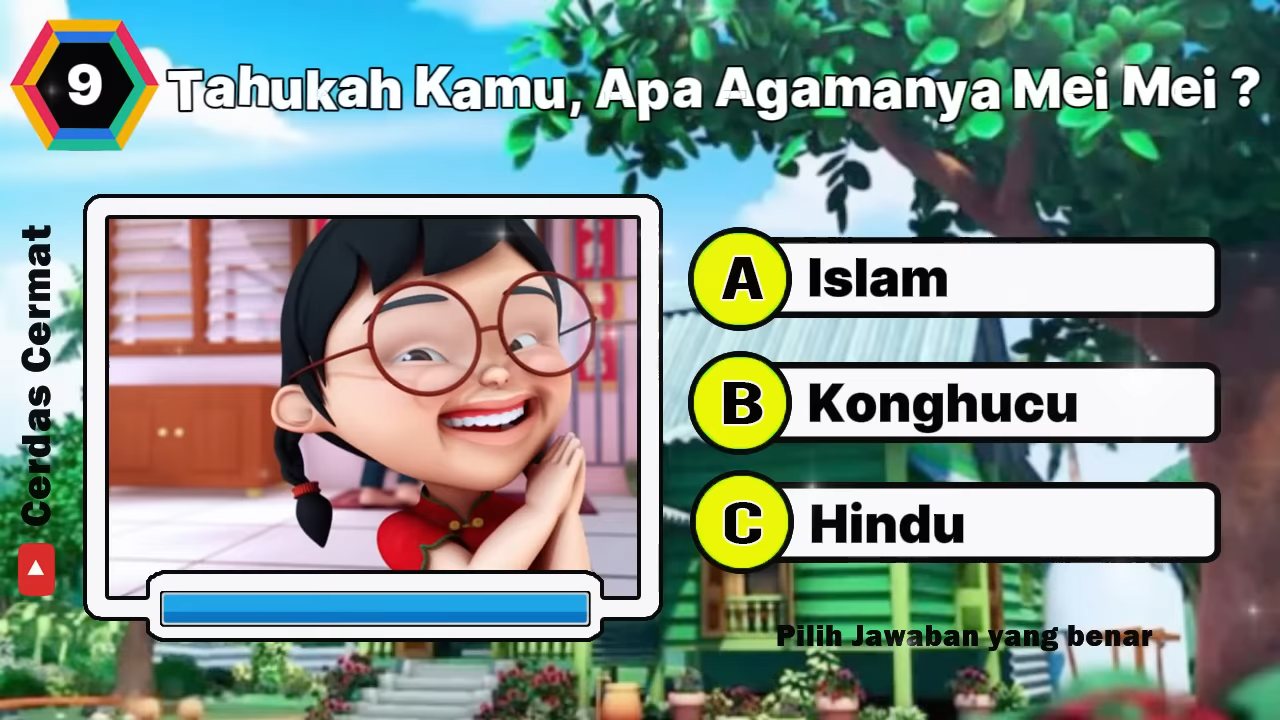 9
Tahukah Kamu, Apa Agamanya Mei Mei ?
Cerdas Cermat
A Islam
B Konghucu
C Hindu
Pilih Jawaban yang benar